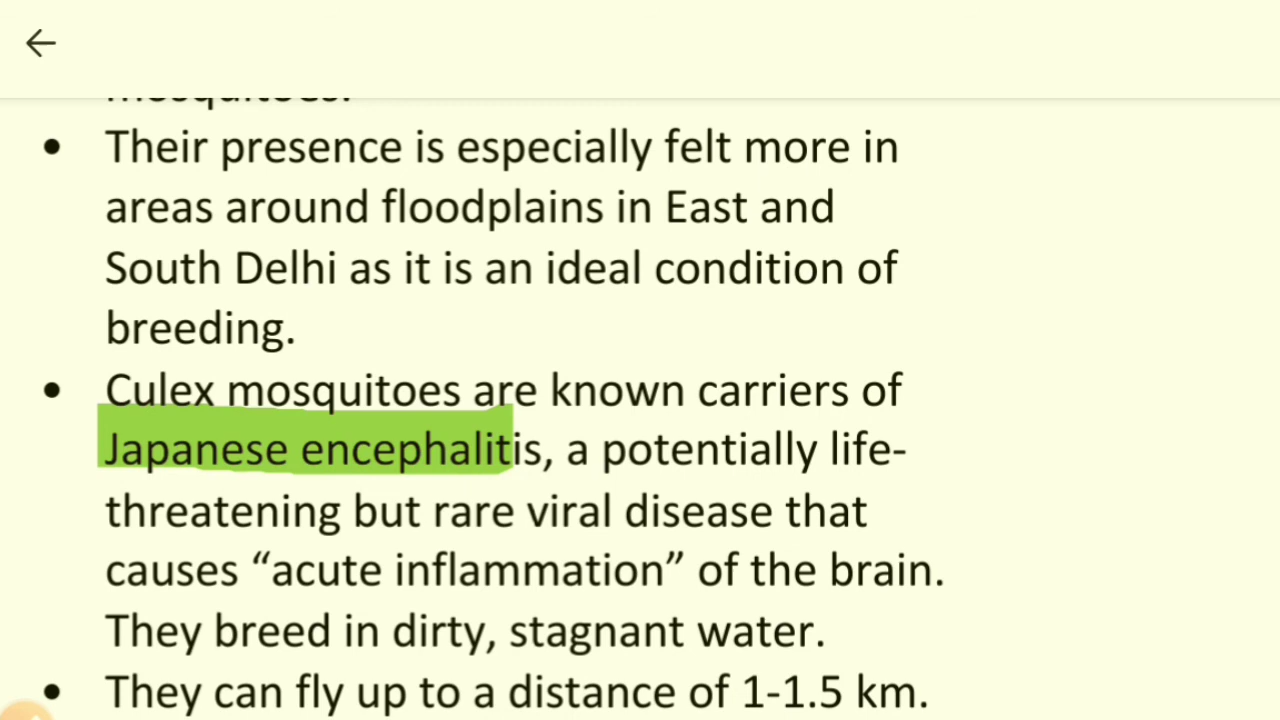 mosquitoes.
• Their presence is especially felt more in
areas around floodplains in East and
South Delhi as it is an ideal condition of
breeding.
• Culex mosquitoes are known carriers of
Japanese encephalitis, a potentially life-
threatening but rare viral disease that
causes “acute inflammation” of the brain.
They breed in dirty, stagnant water.
• They can fly up to a distance of 1-1.5 km.